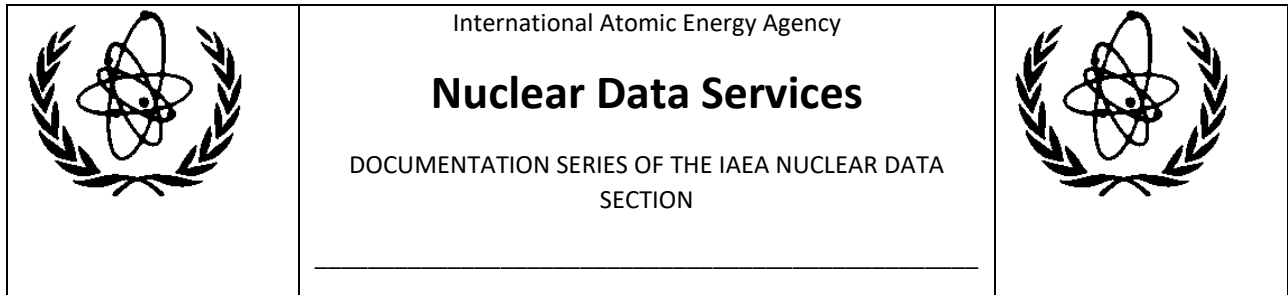 International Atomic Energy Agency
Nuclear Data Services
DOCUMENTATION SERIES OF THE IAEA NUCLEAR DATA
SECTION